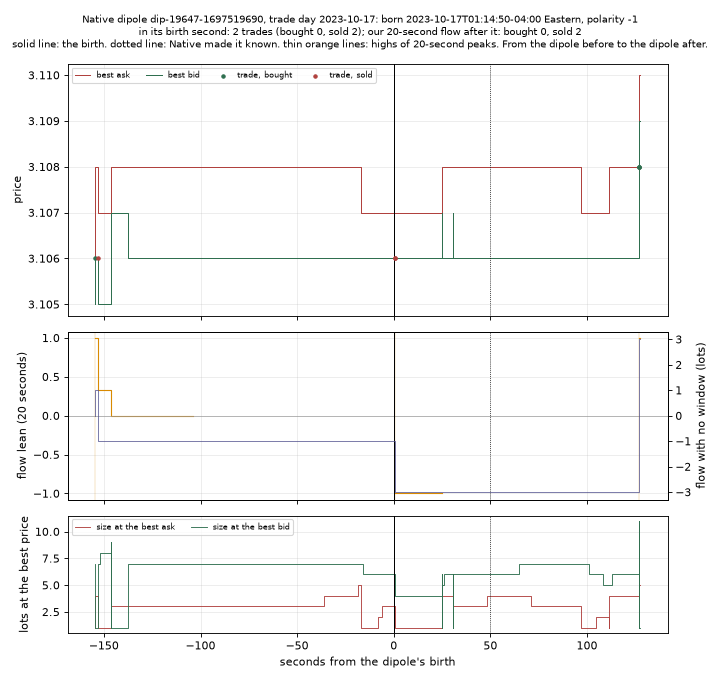 Native dipole dip-19647-1697519690, trade day 2023-10-17: born 2023-10-17T01:14:50-04:00 Eastern, polarity -1
in its birth second: 2 trades (bought 0, sold 2); our 20-second flow after it: bought 0, sold 2
solid line: the birth. dotted line: Native made it known. thin orange lines: highs of 20-second peaks. From the dipole before to the dipole after.
best ask
best bid
trade, bought
trade, sold
price
3.110
3.109
3.108
3.107
3.106
3.105
flow lean (20 seconds)
1.0
0.5
0.0
−0.5
−1.0
3
2
1
0
−1
−2
−3
flow with no window (lots)
size at the best ask
size at the best bid
lots at the best price
10.0
7.5
5.0
2.5
−150
−100
−50
0
50
100
seconds from the dipole's birth